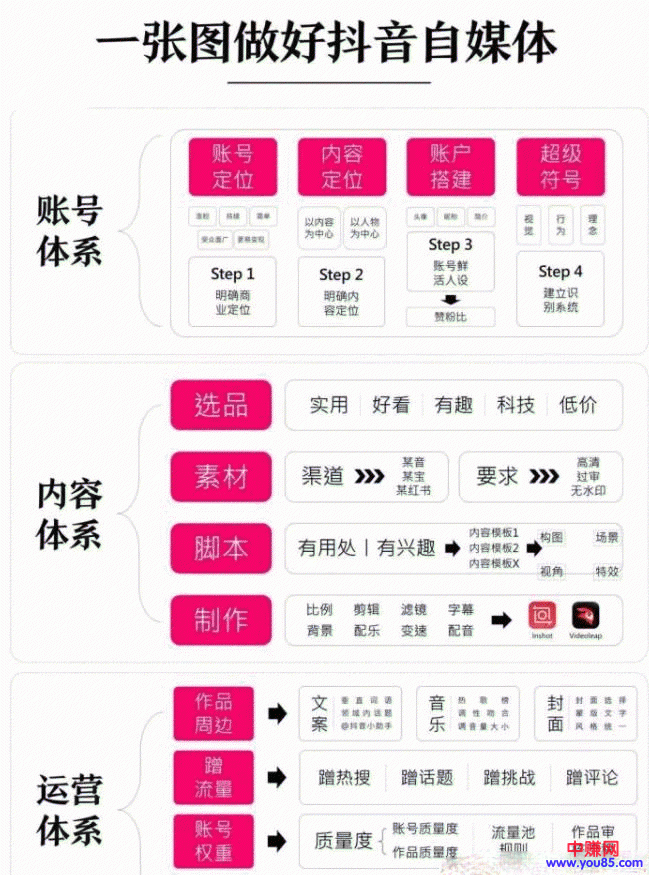 一张图做好抖音自媒体
账号
体系
账号
定位
内容
定位
账户
搭建
超级
符号
涨粉
持续
简单
受众面广
更易变现
以内容
为中心
以人物
为中心
头像
昵称
简介
视觉
行为
理念
Step 1
明确商
业定位
Step 2
明确内
容定位
Step 3
账号鲜
活人设
赞粉比
Step 4
建立识
别系统
内容
体系
选品
实用
好看
有趣
科技
低价
素材
渠道
某音
某宝
某红书
要求
高清
过审
无水印
脚本
有用处丨有兴趣
内容模板1
内容模板2
内容模板X
构图
场景
视角
特效
制作
比例 剪辑 滤镜 字幕
背景 配乐 变速 配音
Inshot
Videoleap
运营
体系
作品
周边
文案
垂直词语
领域内话题
@抖音小助手
音乐
热歌榜
调性吻合
调音量大小
封面
封面选择
蒙版文字
风格统一
蹭
流量
蹭热搜
蹭话题
蹭挑战
蹭评论
账号
权重
质量度
账号质量度
作品质量度
流量池
规则
作品审
中赚网
www.you85.com